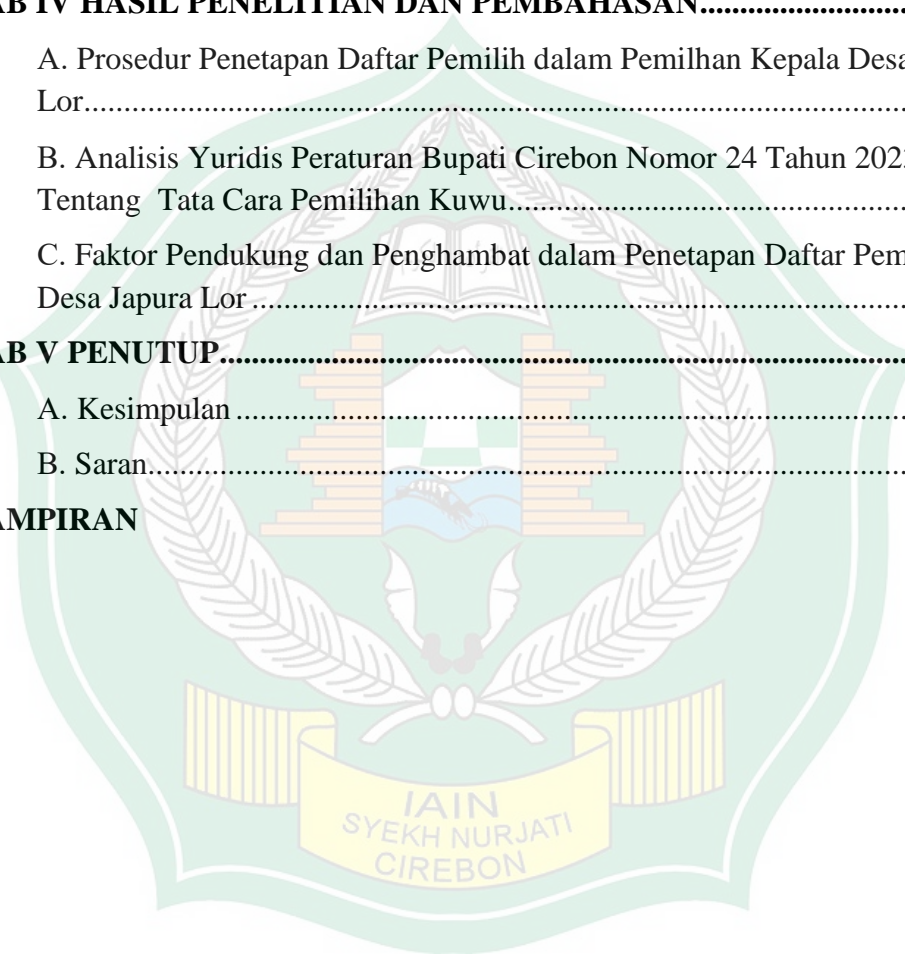 AB IV HASIL PENELITIAN DAN PEMBAHASAN..............................
A. Prosedur Penetapan Daftar Pemilih dalam Pemilhan Kepala Desa
Lor....................................................................................................
B. Analisis Yuridis Peraturan Bupati Cirebon Nomor 24 Tahun 202
Tentang Tata Cara Pemilihan Kuwu.................................................
C. Faktor Pendukung dan Penghambat dalam Penetapan Daftar Pem
Desa Japura Lor................................................................................
AB V PENUTUP....................................................................................
A. Kesimpulan...................................................................................
B. Saran.............................................................................................
AMPIRAN
IAIN
SYEKH NURJATI
CIREBON